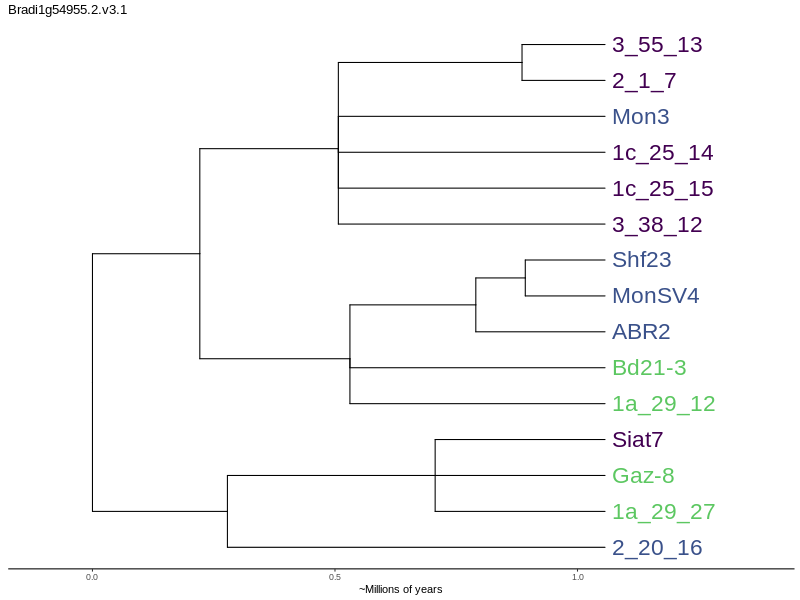 Bradi1g54955.2.v3.1
3_55_13
2_1_7
Mon3
1c_25_14
1c_25_15
3_38_12
Shf23
MonSV4
ABR2
Bd21-3
1a_29_12
Siat7
Gaz-8
1a_29_27
2_20_16
0.0 0.5 1.0
~Millions of years